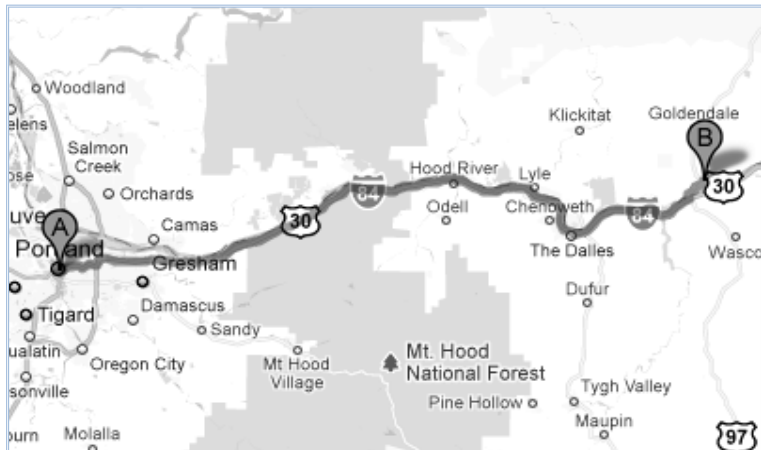 Woodland
Klickitat
Goldendale
elens
Salmon
Creek
B
ose
84
Hood River
Lyle
30
Orchards
Odell
Chenoweth
84
A
30
Camas
The Dalles
Wasco
Portland
Gresham
Dufur
Damascus
Tigard
Sandy
ualatin
Oregon City
Mt Hood
Village
Mt. Hood
National Forest
sonville
Tygh Valley
Pine Hollow
Maupin
urn
Molalla
97